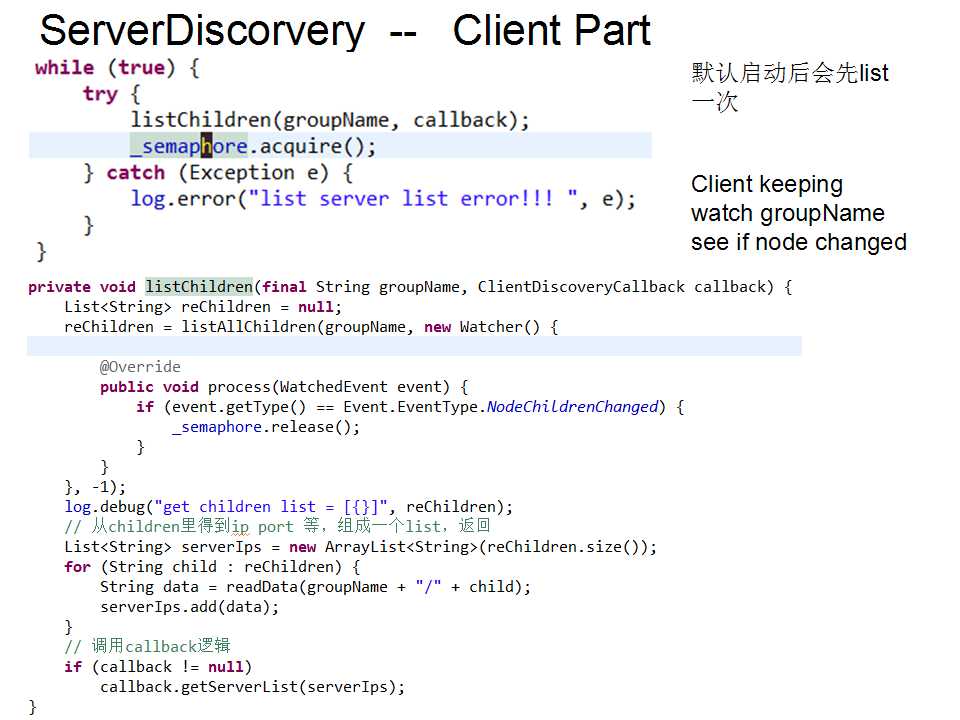 ServerDiscorvery -- Client Part
while (true) {
try {
listChildren(groupName, callback);
_semaphore.acquire();
} catch (Exception e) {
log.error("list server list error!!! ", e);
}
}
默认启动后会先list
一次
Client keeping
watch groupName
see if node changed
private void listChildren(final String groupName, ClientDiscoveryCallback callback) {
List<String> reChildren = null;
reChildren = listAllChildren(groupName, new Watcher() {
@Override
public void process(WatchedEvent event) {
if (event.getType() == Event.EventType.NodeChildrenChanged) {
_semaphore.release();
}
}
}, -1);
log.debug("get children list = [{}]", reChildren);
// 从children里得到ip port 等，组成一个list，返回
List<String> serverIps = new ArrayList<String>(reChildren.size());
for (String child : reChildren) {
String data = readData(groupName + "/" + child);
serverIps.add(data);
}
// 调用callback逻辑
if (callback != null)
callback.getServerList(serverIps);
}